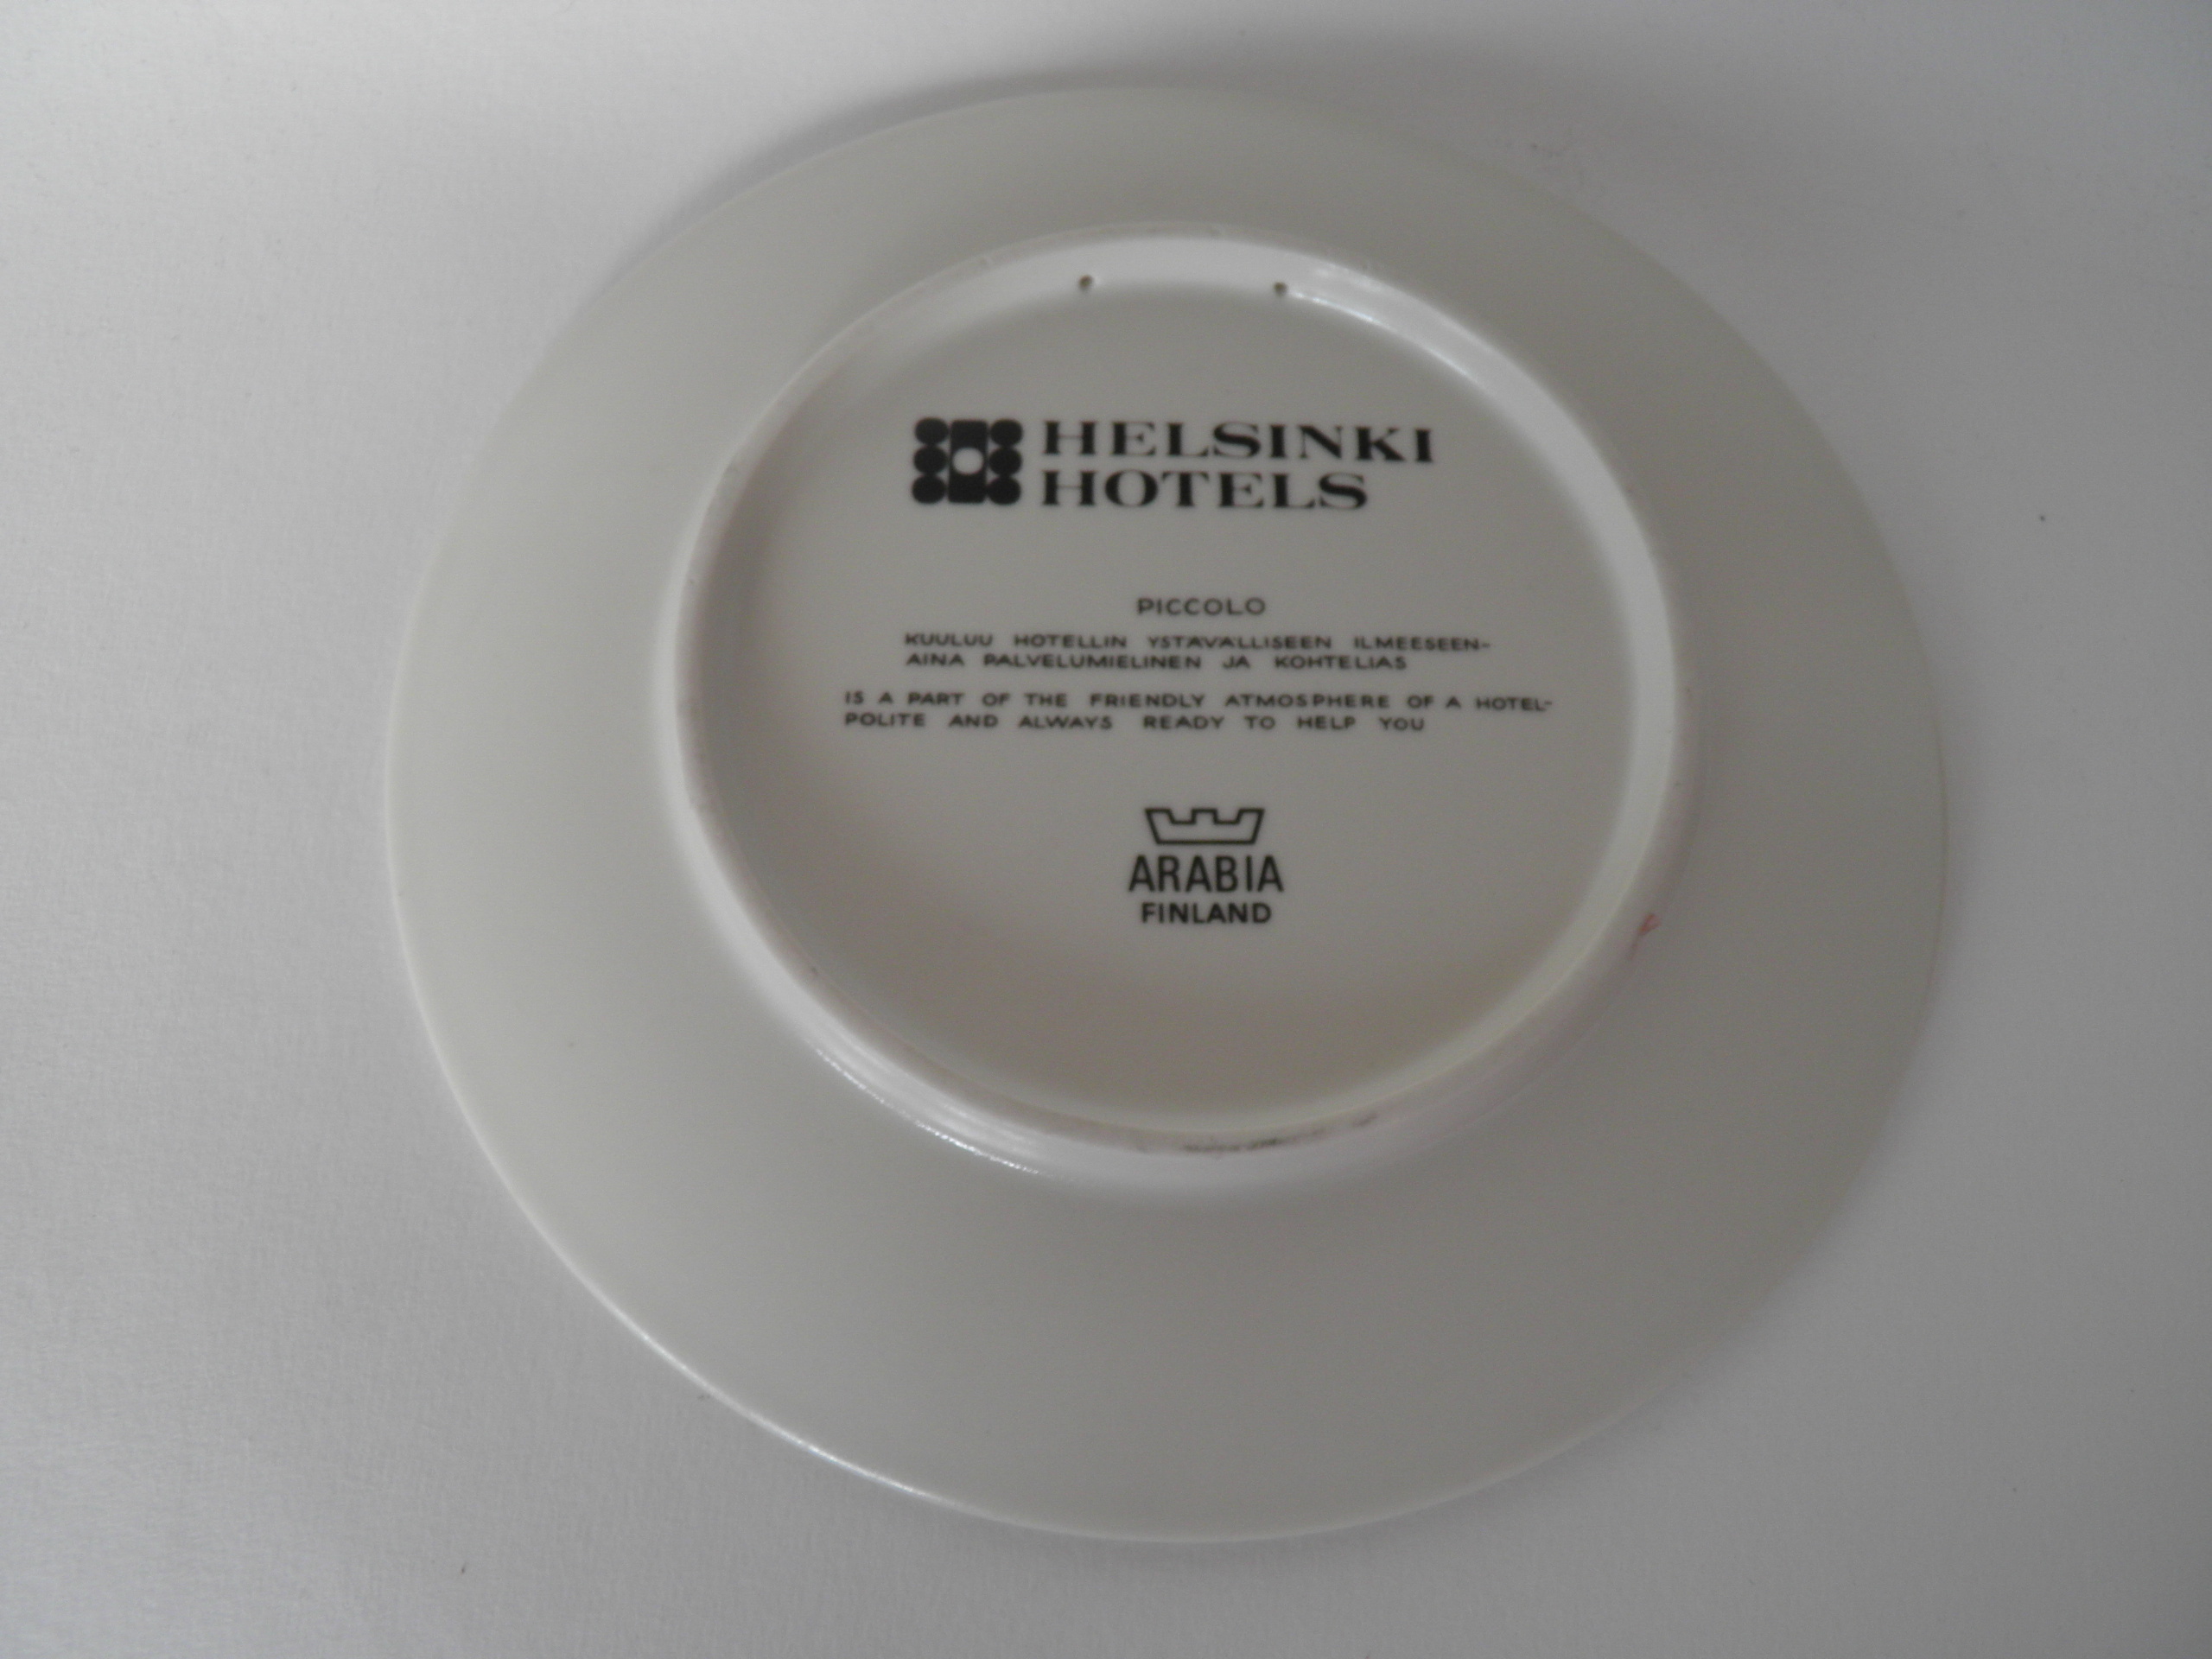 HELSINKI
HOTELS
PICCOLO
KUULUU HOTELLIN YSTÄVÄLLISEEN ILMEESEEN-
AINA PALVELUMIELINEN JA KOHTELIAS
IS A PART OF THE FRIENDLY ATMOSPHERE OF A HOTEL-
POLITE AND ALWAYS READY TO HELP YOU
ARABIA
FINLAND